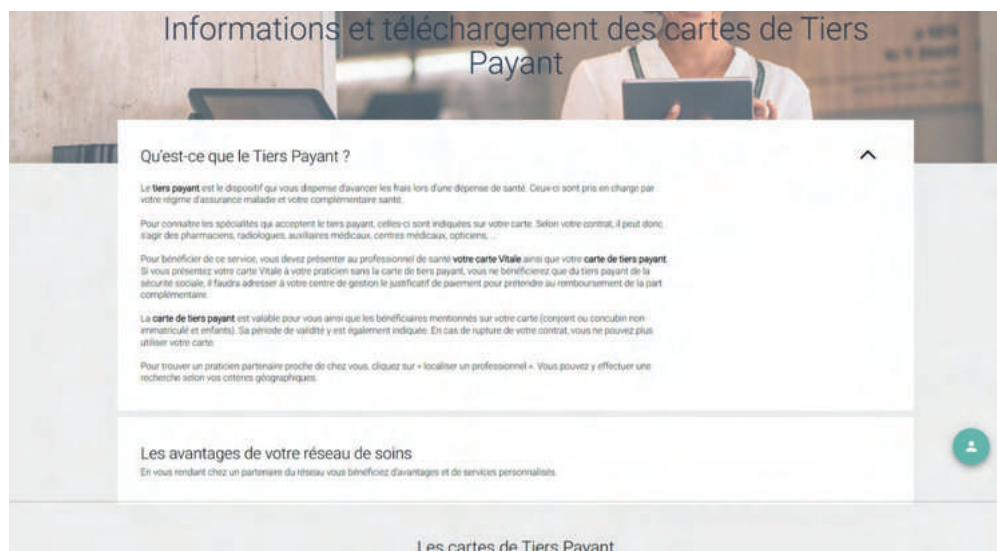 Informations et téléchargement des cartes de Tiers
Payant
Qu'est-ce que le Tiers Payant ?
Le tiers payant est le dispositif qui vous dispense d'avancer les frais lors d'une dépense de santé. Ceux-ci sont pris en charge par
votre régime d'assurance maladie et votre complémentaire santé.
Pour connaître les spécialités qui acceptent le tiers payant, celles-ci sont indiquées sur votre carte. Selon votre contrat, il peut donc
s'agir des pharmaciens, radiologues, auxiliaires médicaux, centres médicaux, opticiens, ...
Pour bénéficier de ce service, vous devez présenter au professionnel de santé votre carte Vitale ainsi que votre carte de tiers payant.
Si vous présentez votre carte Vitale à votre praticien sans la carte de tiers payant, vous ne bénéficierez que du tiers payant de la
sécurité sociale, il faudra adresser à votre centre de gestion le justificatif de paiement pour prétendre au remboursement de la part
complémentaire.
La carte de tiers payant est valable pour vous ainsi que les bénéficiaires mentionnés sur votre carte (conjoint ou concubin non
immatriculé et enfants). Sa période de validité y est également indiquée. En cas de rupture de votre contrat, vous ne pouvez plus
utiliser votre carte.
Pour trouver un praticien partenaire proche de chez vous, cliquez sur « localiser un professionnel ». Vous pouvez y effectuer une
recherche selon vos critères géographiques.
Les avantages de votre réseau de soins
En vous rendant chez un partenaire du réseau vous bénéficiez d'avantages et de services personnalisés.
Les cartes de Tiers Payant